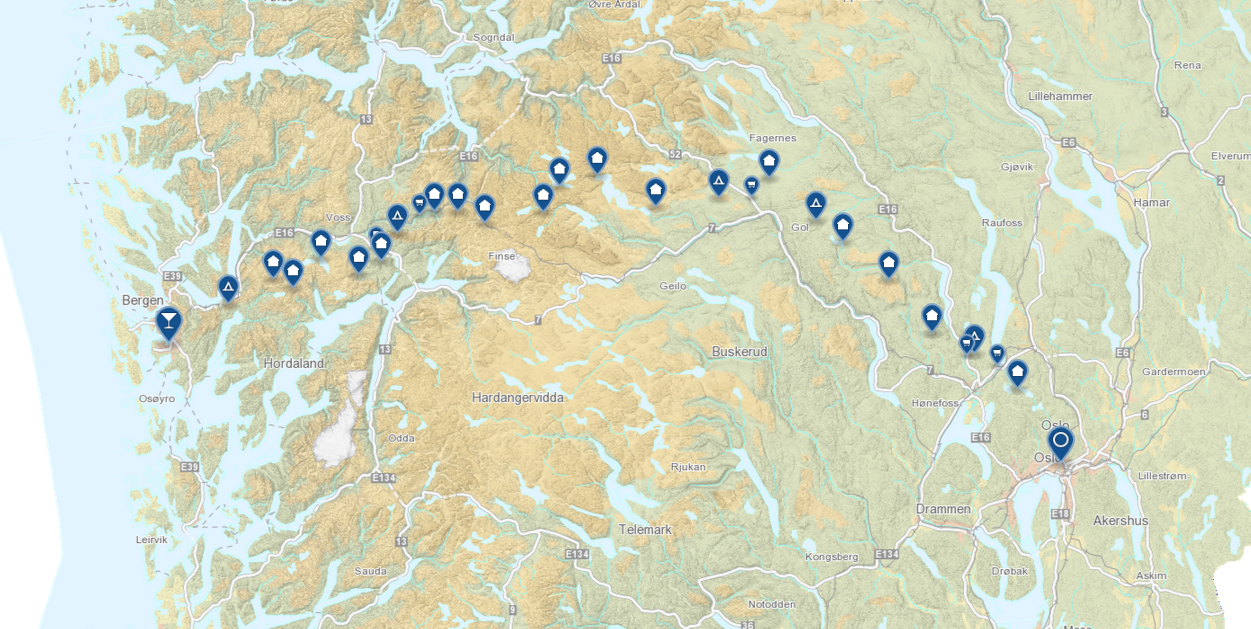 Øvre Årdal
Sogndal
E16
Rena
Lillehammer
3
13
Fagernes
E6
52
E16
Gjøvik
Elverum
2
Hamar
Voss
E16
E16
Raufoss
7
Gol
Finse
E39
Geilo
Bergen
7
13
Buskerud
E6
Hordaland
7
Gardermoen
Osøyro
Hardangervidda
Hønefoss
6
Oslo
Odda
E16
Oslo
E39
Rjukan
E134
Lillestrøm
Drammen
E18
Akershus
Telemark
Leirvik
13
E134
Kongsberg
E134
Sauda
Drøbak
Askim
9
Notodden
36